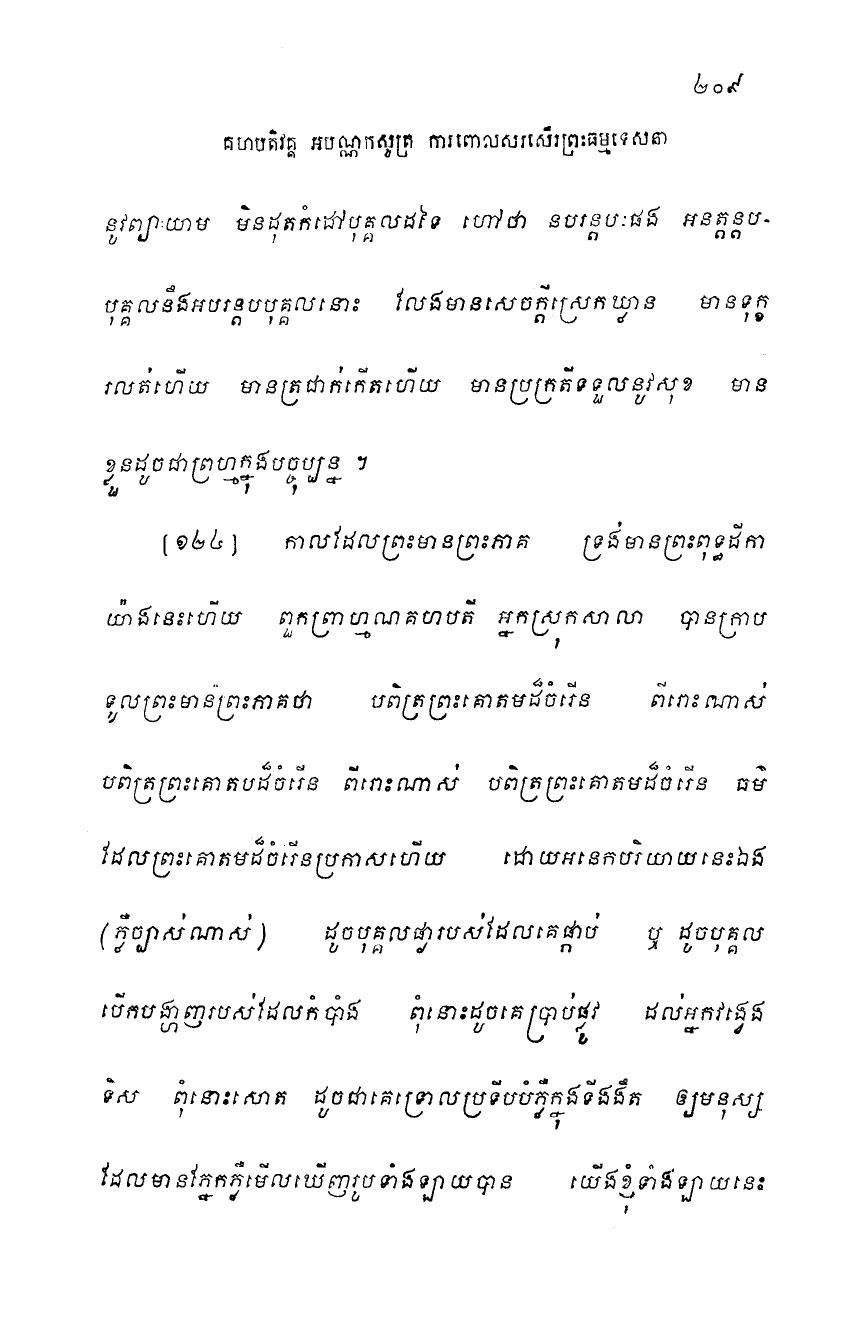 ២០៩
គហបតិវគ្គ អបណ្ណកសូត្រ ការពោលសរសើរព្រះធម្មទេសនា
នូវព្យាយាម មិនដុតកំដៅបុគ្គលដទៃ ហៅថា នបរន្តបៈផង អនត្តន្តប-
បុគ្គលនឹងអបរន្តបបុគ្គលនោះ លែងមានសេចក្តីស្រេកឃ្លាន មានទុក្ខ
រលត់ហើយ មានត្រជាក់កើតហើយ មានប្រក្រតីទទួលនូវសុខ មាន
ខ្លួនដូចជាព្រហ្មក្នុងបច្ចុប្បន្ន ។
[១២៤] កាលដែលព្រះមានព្រះភាគ ទ្រង់មានព្រះពុទ្ធដីកា
យ៉ាងនេះហើយ ពួកព្រាហ្មណគហបតី អ្នកស្រុកសាលា បានក្រាប
ទូលព្រះមានព្រះភាគថា បពិត្រព្រះគោតមដ៏ចំរើន ពីរោះណាស់
បពិត្រព្រះគោតបដ៏ចំរើន ពីរោះណាស់ បពិត្រព្រះគោតមដ៏ចំរើន ធម៌
ដែលព្រះគោតមដ៏ចំរើនប្រកាសហើយ ដោយអនេកបរិយាយនេះឯង
(ភ្លឺច្បាស់ណាស់) ដូចបុគ្គលផ្ងាររបស់ដែលគេផ្កាប់ ឬ ដូចបុគ្គល
បើកបង្ហាញរបស់ដែលកំបាំង ពុំនោះដូចគេប្រាប់ផ្លូវ ដល់អ្នកវង្វេង
ទិស ពុំនោះសោត ដូចជាគេទ្រោលប្រទីបបំភ្លឺក្នុងទីងងឹត ឲ្យមនុស្ស
ដែលមានភ្នែកភ្លឺមើលឃើញរូបទាំងឡាយបាន យើងខ្ញុំទាំងឡាយនេះ